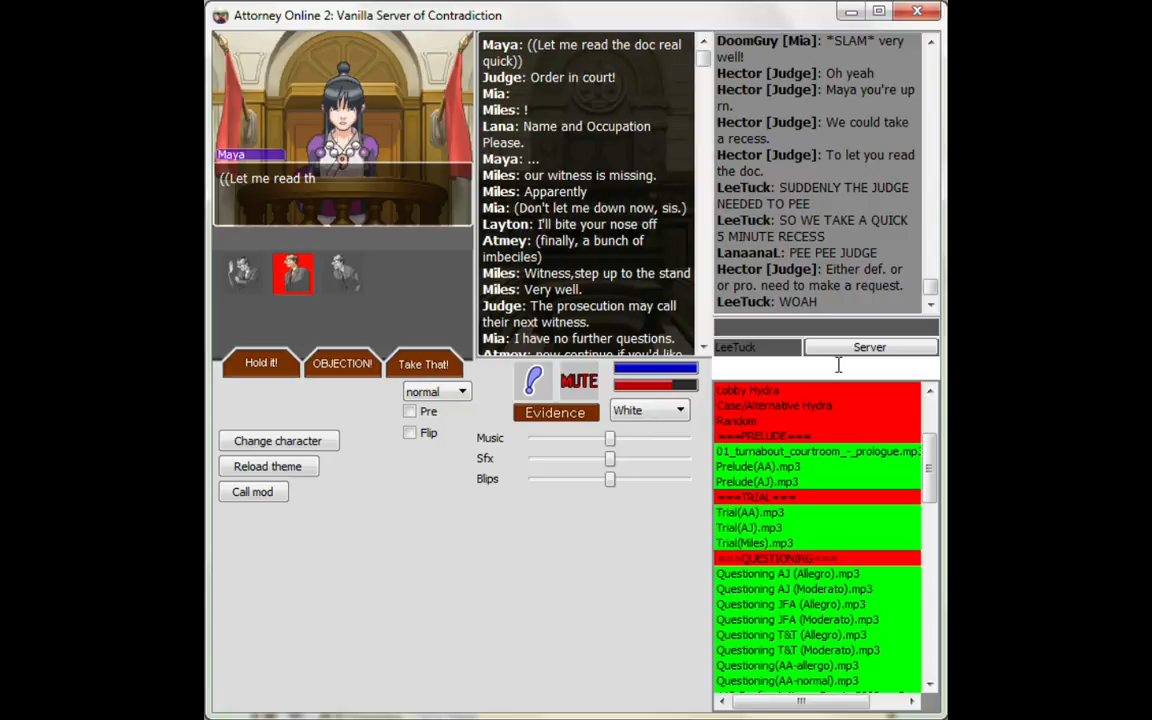 Attorney Online 2: Vanilla Server of Contradiction
Maya
((Let me read th
Hold it!
OBJECTION!
Take That!
normal
Pre
Flip
Change character
Reload theme
Call mod
Maya: ((Let me read the doc real
quick))
Judge: Order in court!
Mia:
Miles: !
Lana: Name and Occupation
Please.
Maya: ...
Miles: our witness is missing.
Miles: Apparently
Mia: (Don't let me down now, sis.)
Layton: I'll bite your nose off
Atmey: (finally, a bunch of
imbeciles)
Miles: Witness,step up to the stand
Miles: Very well.
Judge: The prosecution may call
their next witness.
Mia: I have no further questions.
Atmey: now continue if you'd like
MUTE
Evidence
White
Music
Sfx
Blips
DoomGuy [Mia]: *SLAM* very
well!
Hector [Judge]: Oh yeah
Hector [Judge]: Maya you're up
rn.
Hector [Judge]: We could take
a recess.
Hector [Judge]: To let you read
the doc.
LeeTuck: SUDDENLY THE JUDGE
NEEDED TO PEE
LeeTuck: SO WE TAKE A QUICK
5 MINUTE RECESS
LanaanaL: PEE PEE JUDGE
Hector [Judge]: Either def. or
or pro. need to make a request.
LeeTuck: WOAH
LeeTuck
Server
Lobby Hydra
Case/Alternative Hydra
Random
===PRELUDE===
01_turnabout_courtroom_-_prologue.mp3
Prelude(AA).mp3
Prelude(AJ).mp3
===TRIAL===
Trial(AA).mp3
Trial(AJ).mp3
Trial(Miles).mp3
===QUESTIONING===
Questioning AJ (Allegro).mp3
Questioning AJ (Moderato).mp3
Questioning JFA (Allegro).mp3
Questioning JFA (Moderato).mp3
Questioning T&T (Allegro).mp3
Questioning T&T (Moderato).mp3
Questioning(AA-allergo).mp3
Questioning(AA-normal).mp3